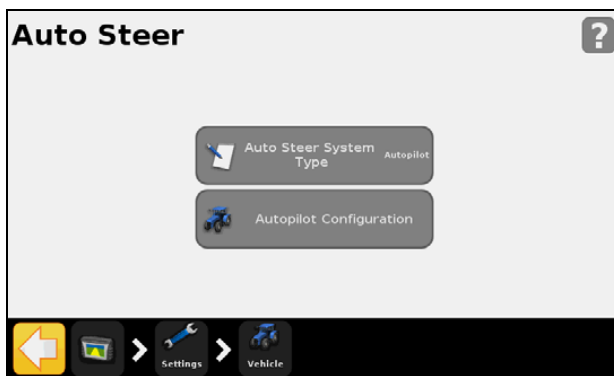 Auto Steer
?
Auto Steer System
Type
Autopilot
Autopilot Configuration
Settings
Vehicle